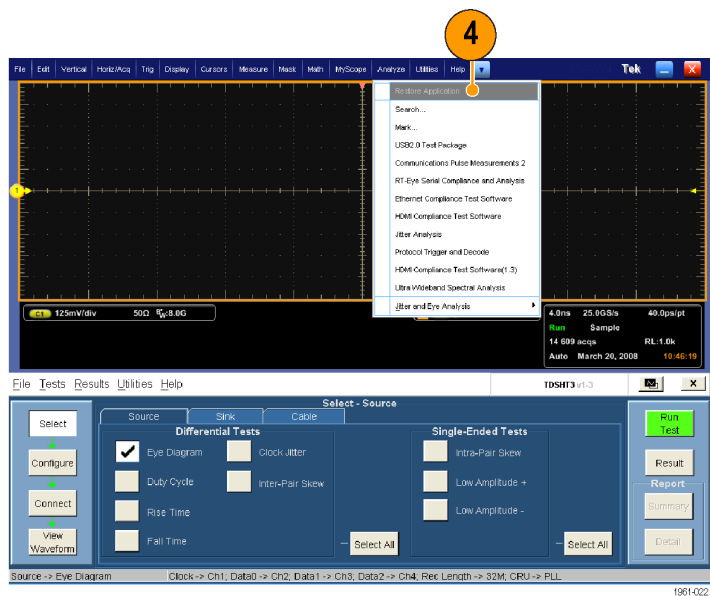 4
File Edit Vertical Horiz/Acq Trig Display Cursors Measure Mask Math MyScope Analyze Utilities Help Tek X
Restore Application
Search...
Mark...
USB2.0 Test Package
Communications Pulse Measurements 2
RT-Eye Serial Compliance and Analysis
1
Ethernet Compliance Test Software
HDMI Compliance Test Software
Jitter Analysis
Protocol Trigger and Decode
HDMI Compliance Test Software(1.3)
Ultra Wideband Spectral Analysis
Jitter and Eye Analysis
C1 125mV/div 50Ω BW:8.0G
4.0ns 25.0GS/s 40.0ps/pt
Run Sample
14 609 acqs RL:1.0k
Auto March 20, 2008 10:46:19
File Tests Results Utilities Help TDSHT3 v1-3 x
Select - Source
Select
Source Sink Cable
Run
Test
Differential Tests Single-Ended Tests
Eye Diagram Clock Jitter Intra-Pair Skew
Configure
Result
Duty Cycle Inter-Pair Skew Low Amplitude +
Report
Connect
Rise Time Low Amplitude -
Summary
View
Waveform
Fall Time Select All Select All
Detail
Source -> Eye Diagram Clock -> Ch1; Data0 -> Ch2; Data1 -> Ch3; Data2 -> Ch4; Rec Length -> 32M; CRU -> PLL
1961-022